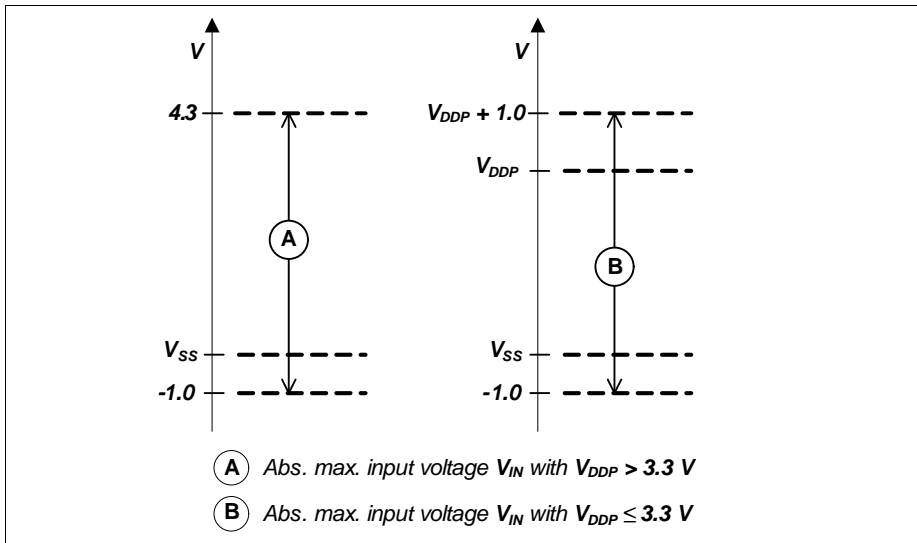 V
4.3
A
V_SS
-1.0
V
V_DDP + 1.0
V_DDP
B
V_SS
-1.0
A Abs. max. input voltage V_IN with V_DDP > 3.3 V
B Abs. max. input voltage V_IN with V_DDP ≤ 3.3 V